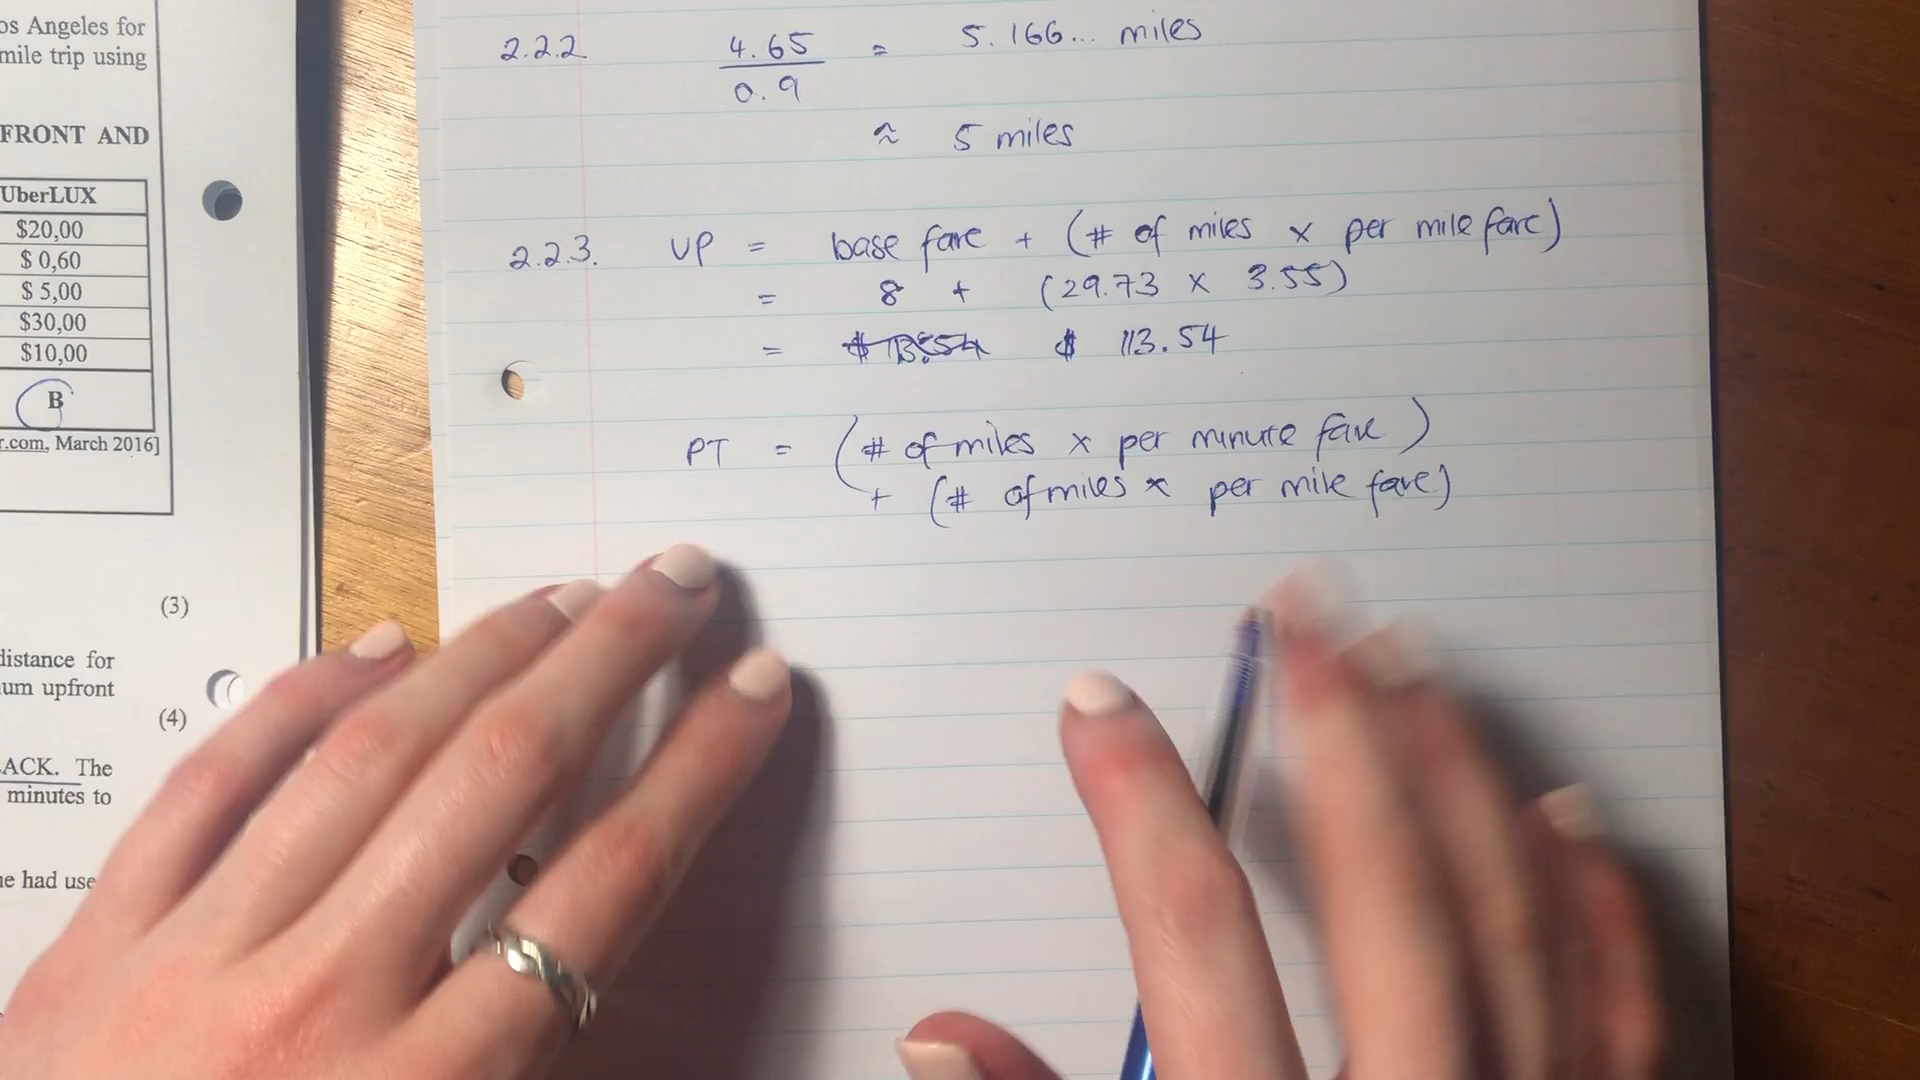 os Angeles for
mile trip using
FRONT AND
UberLUX
$20,00
$ 0,60
$ 5,00
$30,00
$10,00
B
r.com, March 2016]
(3)
distance for
um upfront
(4)
ACK. The
minutes to
e had use
2.2.2 4.65 = 5.166... miles
0.9
≈ 5 miles
2.2.3. UP = base fare + (# of miles x per mile fare)
= 8 + (29.73 x 3.55)
= $ 113.54
PT = (# of miles x per minute fare)
+ (# of miles x per mile fare)